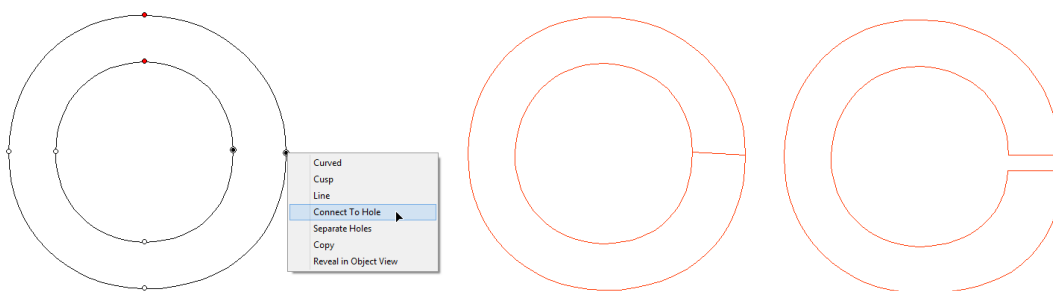 Curved
Cusp
Line
Connect To Hole
Separate Holes
Copy
Reveal in Object View